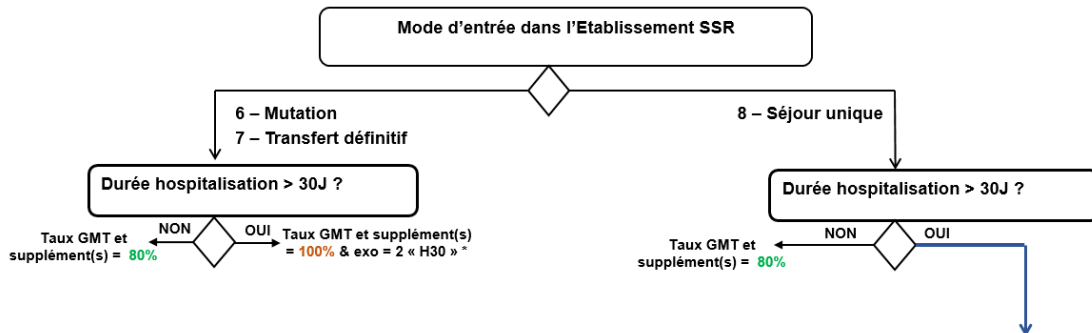 Mode d’entrée dans l’Etablissement SSR
6 – Mutation
7 – Transfert définitif
8 – Séjour unique
Durée hospitalisation > 30J ?
Durée hospitalisation > 30J ?
NON
OUI
Taux GMT et
supplément(s) = 80%
Taux GMT et supplément(s)
= 100% & exo = 2 « H30 » *
NON
OUI
Taux GMT et
supplément(s) = 80%